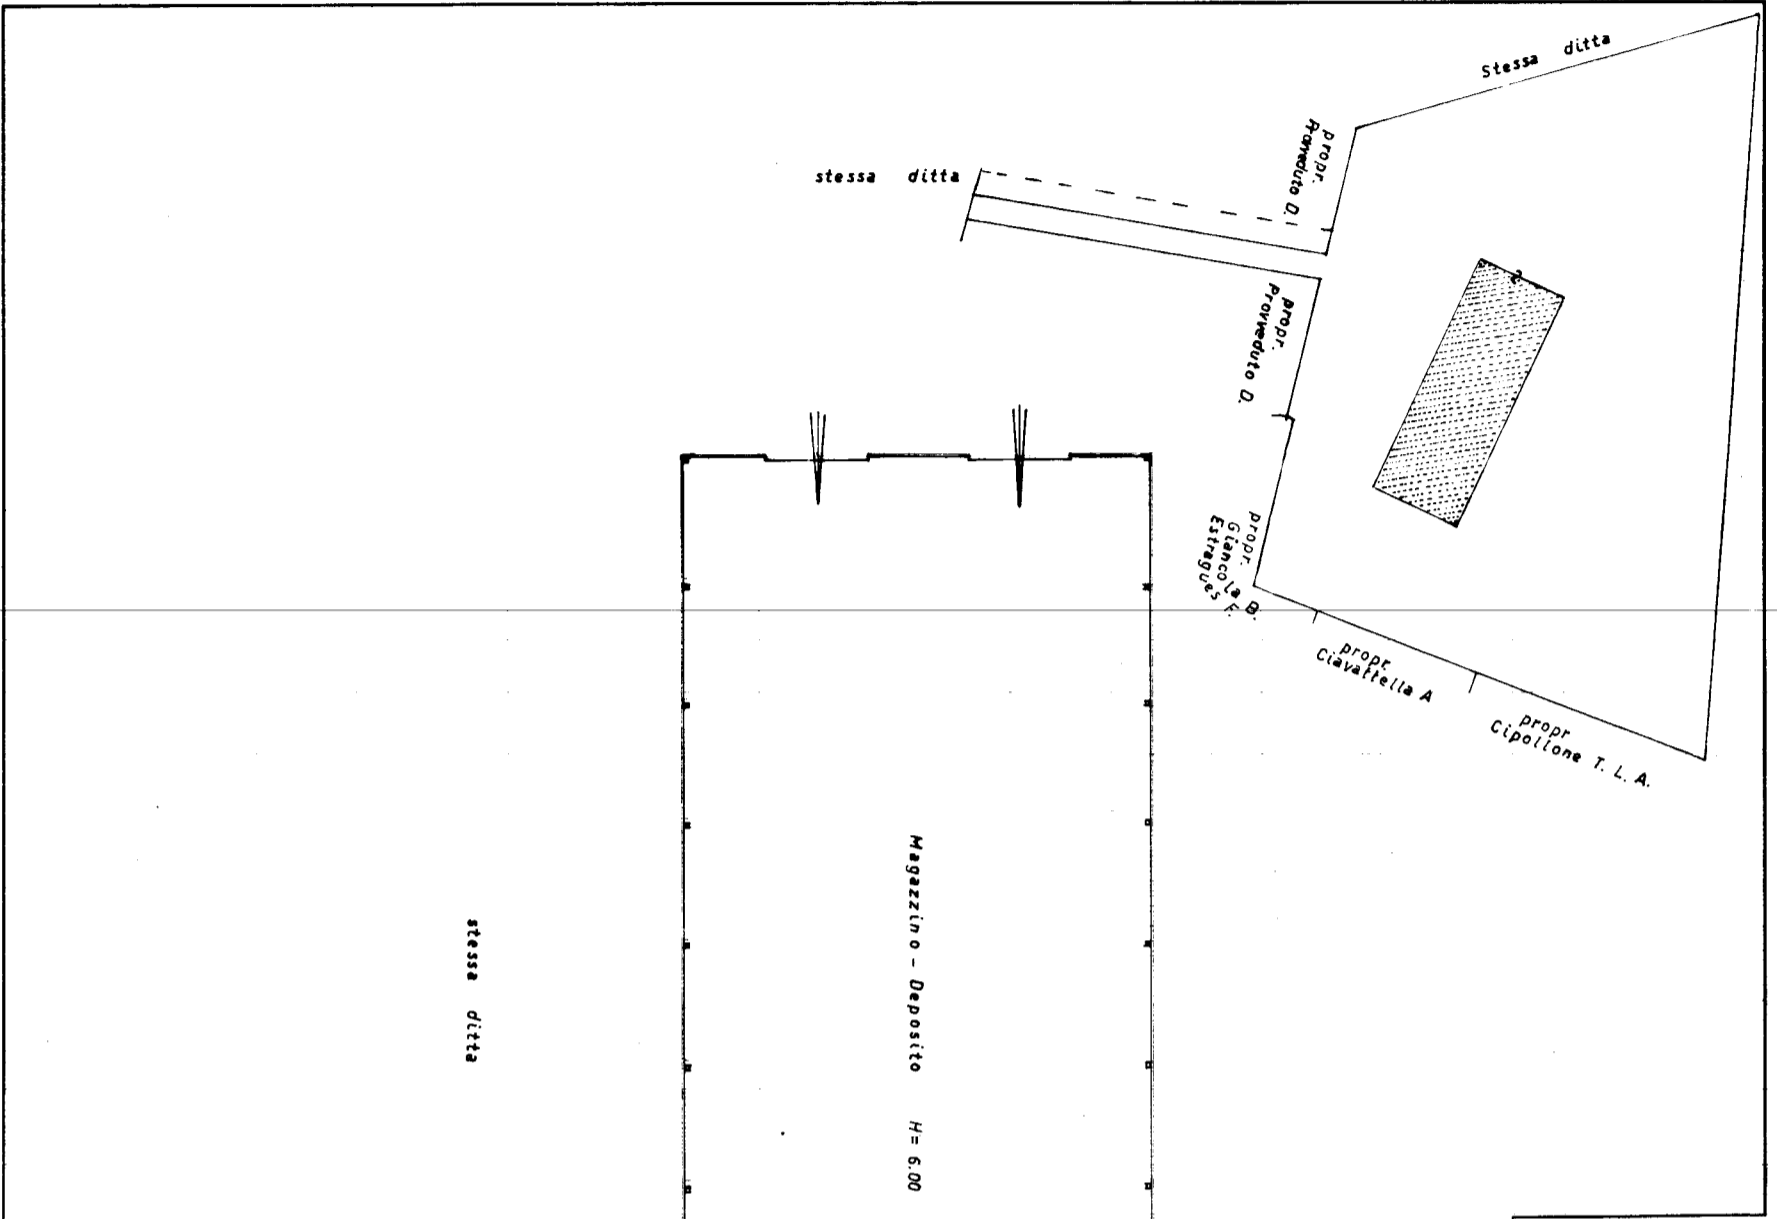 Stessa ditta
stessa ditta
propr.
Provveduto D.
propr.
Provveduto D.
propr.
Giancola B.
Estragues F.
propr.
Ciavattella A
propr
Cipollone T. L. A.
Magazzino - Deposito H= 6.00
stessa ditta